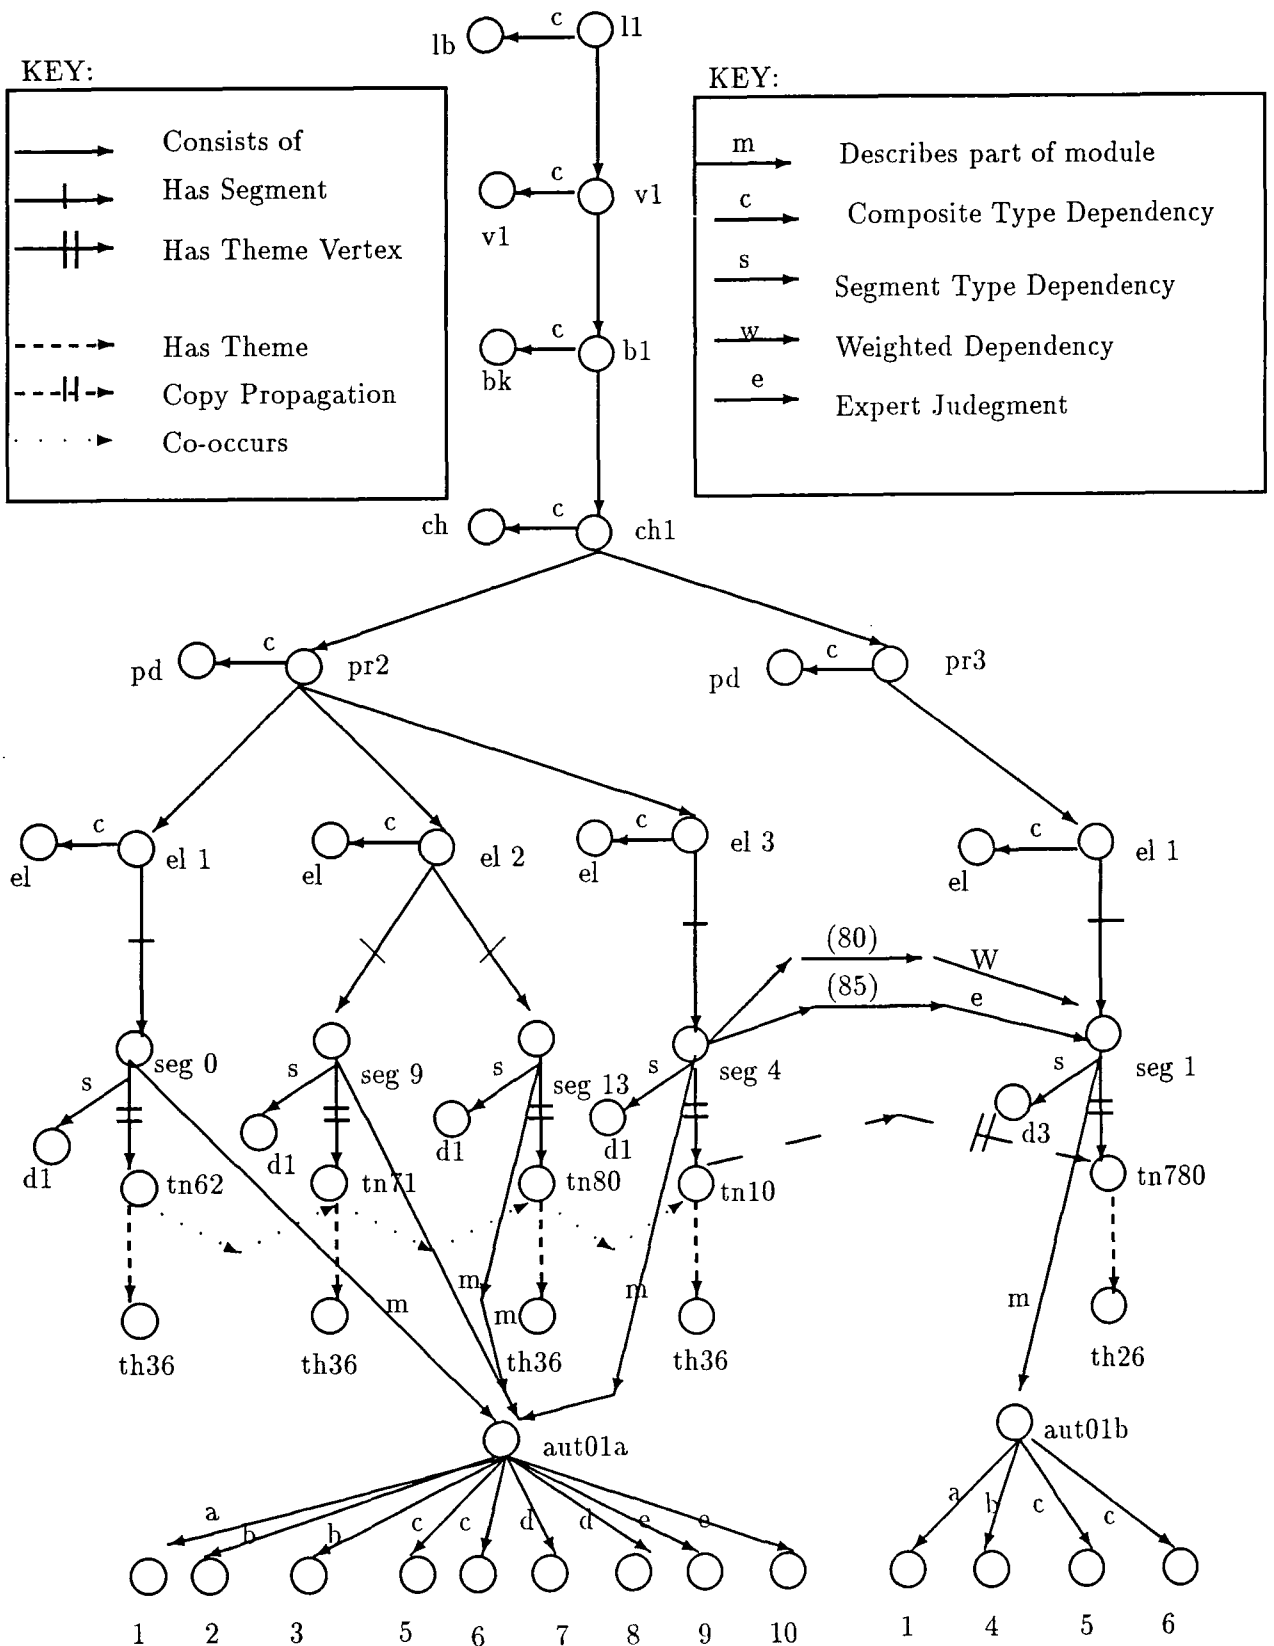 c
lb l1
KEY:
Consists of
Has Segment
Has Theme Vertex
Has Theme
Copy Propagation
Co-occurs
KEY:
m Describes part of module
c Composite Type Dependency
s Segment Type Dependency
w Weighted Dependency
e Expert Judegment
c
v1 v1
c
bk b1
c
ch ch1
c
pd pr2
c
pd pr3
c
el el 1
c
el el 2
c
el el 3
c
el el 1
(80) W
(85) e
s seg 0
s seg 9
s seg 13
s seg 4
s seg 1
d1 d1 d1 d1 d3
tn62 tn71 tn80 tn10 tn780
m m m m m
th36 th36 th36 th36 th26
aut01a aut01b
a b b c c d d e e
a b c c
1 2 3 5 6 7 8 9 10
1 4 5 6